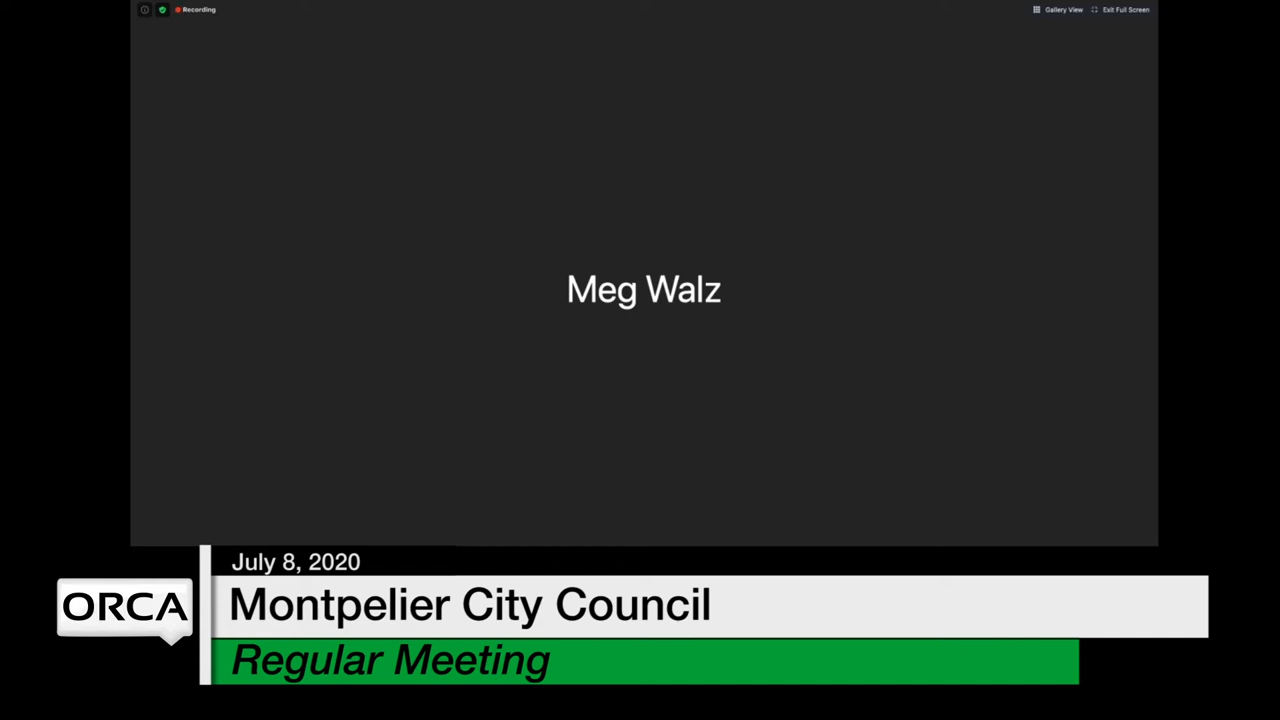 Recording
Gallery View
Exit Full Screen
Meg Walz
July 8, 2020
ORCA
Montpelier City Council
Regular Meeting